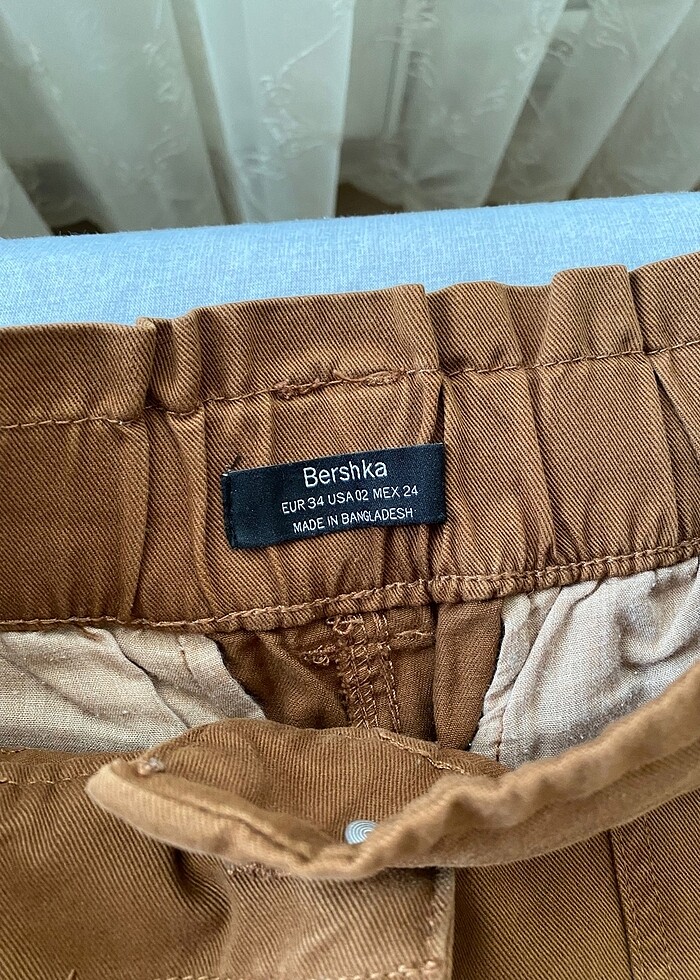 Bershka
EUR 34 USA 02 MEX 24
MADE IN BANGLADESH